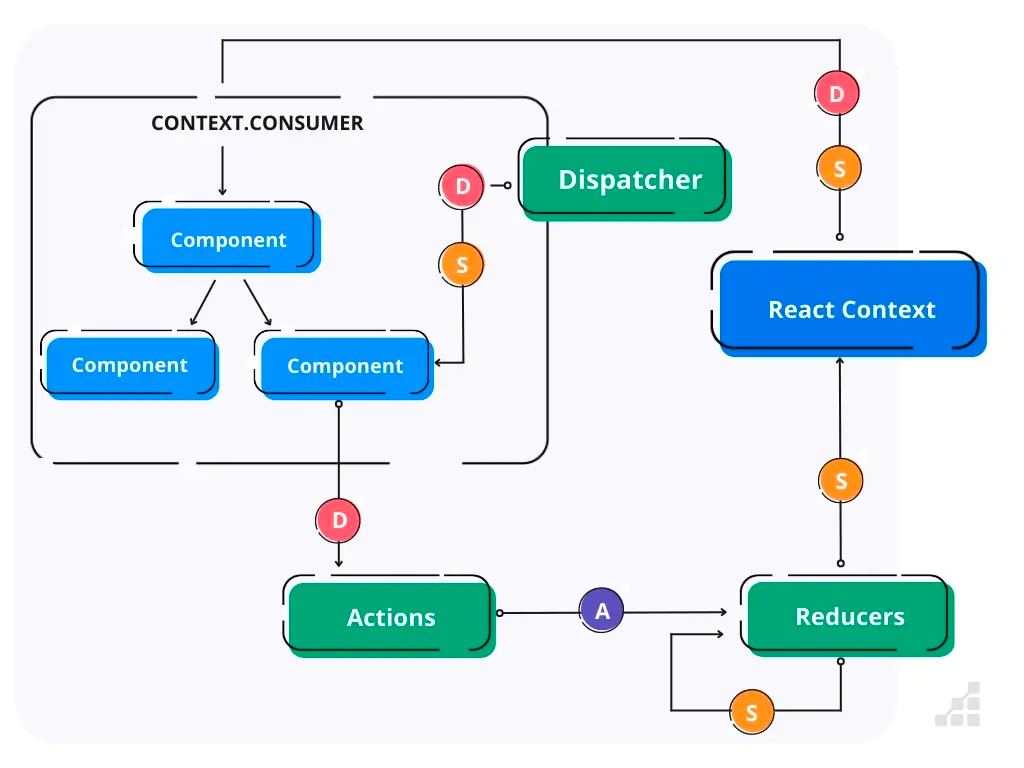 D
CONTEXT.CONSUMER
S
D
Dispatcher
Component
S
React Context
Component
Component
S
D
Actions
A
Reducers
S